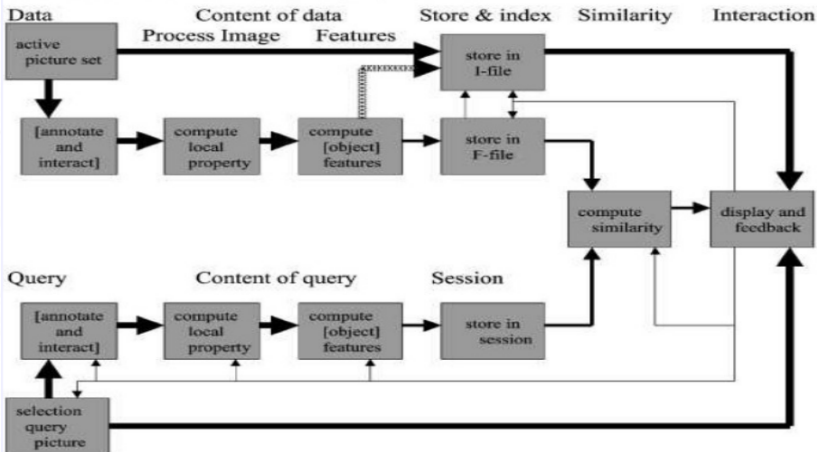 Data
Content of data
Store & index
Similarity
Interaction
Process Image
Features
active
picture set
store in
I-file
[annotate
and
interact]
compute
local
property
compute
[object]
features
store in
F-file
compute
similarity
display and
feedback
Query
Content of query
Session
[annotate
and
interact]
compute
local
property
compute
[object]
features
store in
session
selection
query
picture